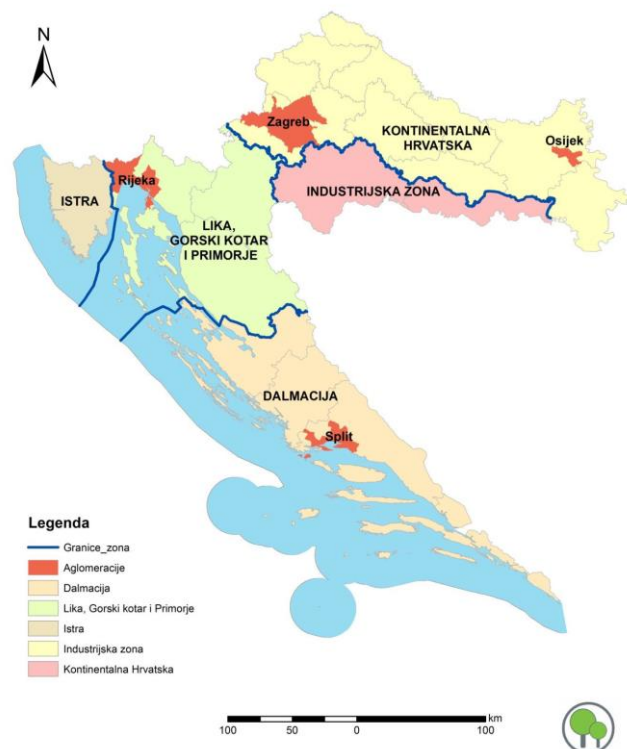 N
Zagreb
KONTINENTALNA
HRVATSKA
Osijek
Rijeka
ISTRA
INDUSTRIJSKA ZONA
LIKA,
GORSKI KOTAR
I PRIMORJE
DALMACIJA
Split
Legenda
Granice_zona
Aglomeracije
Dalmacija
Lika, Gorski kotar i Primorje
Istra
Industrijska zona
Kontinentalna Hrvatska
100 50 0 100
km